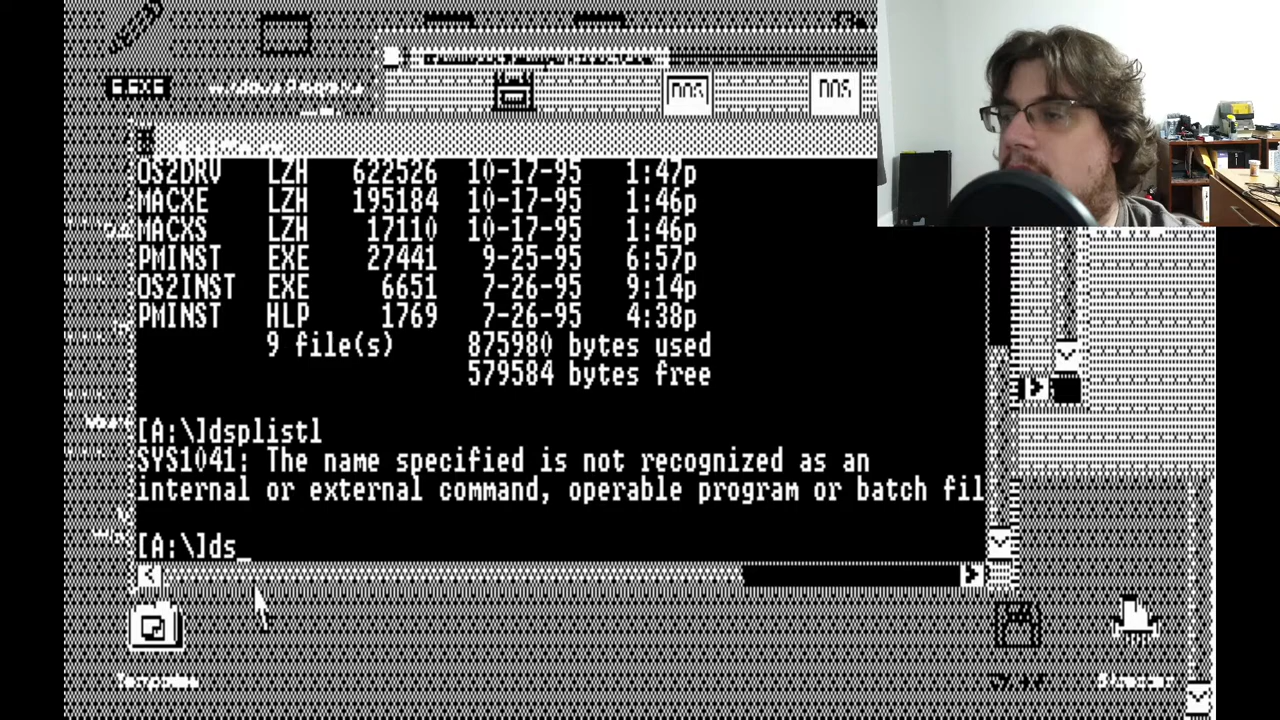 E.EXE
DOS
DOS
OS2DRV LZH 622526 10-17-95 1:47p
MACXE LZH 195184 10-17-95 1:46p
MACXS LZH 17110 10-17-95 1:46p
PMINST EXE 27441 9-25-95 6:57p
OS2INST EXE 6651 7-26-95 9:14p
PMINST HLP 1769 7-26-95 4:38p
9 file(s) 875980 bytes used
579584 bytes free
[A:\]dsplistl
SYS1041: The name specified is not recognized as an
internal or external command, operable program or batch fil
[A:\]ds_
Templates
Shredder